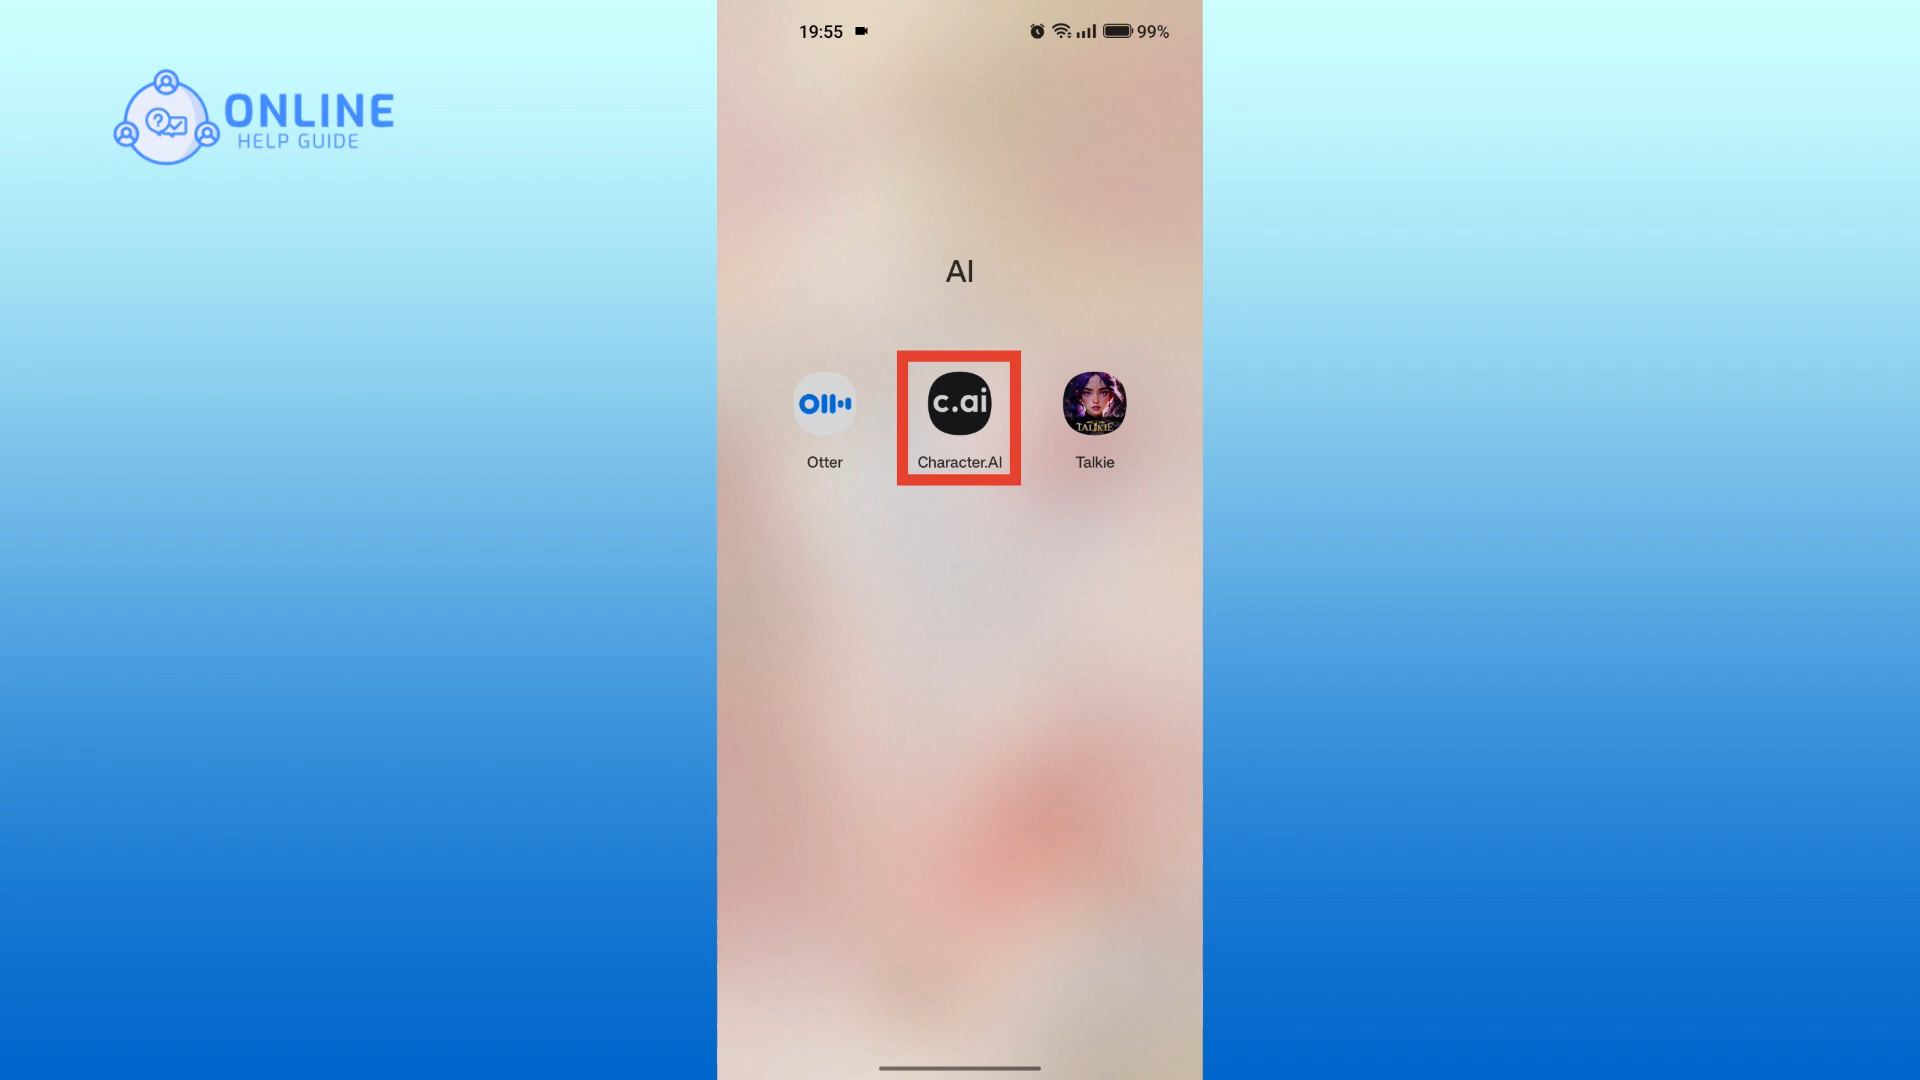 19:55
99%
ONLINE
HELP GUIDE
AI
c.ai
TALKIE
Otter
Character.AI
Talkie